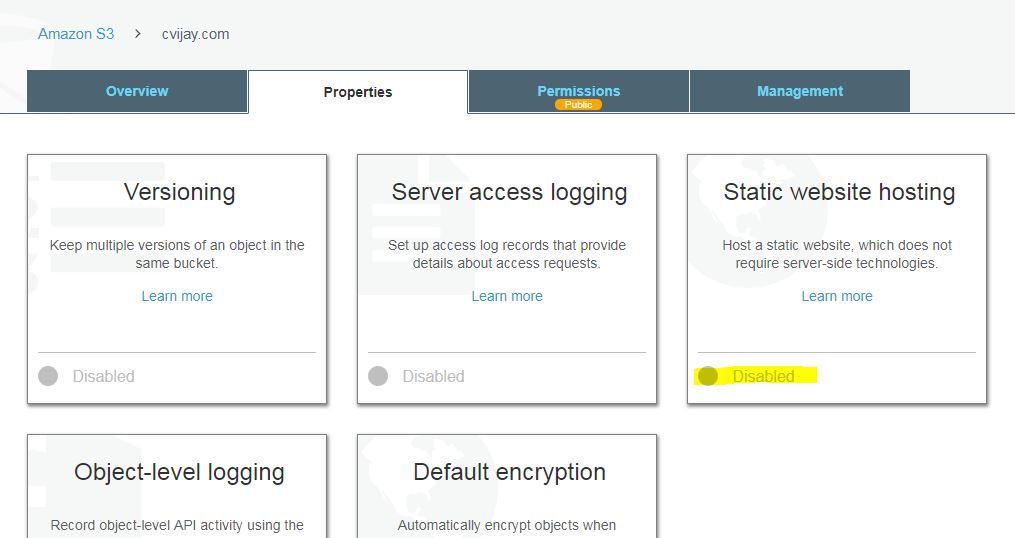 Amazon S3 > cvijay.com
Overview
Properties
Permissions
Public
Management
Versioning
Keep multiple versions of an object in the
same bucket.
Learn more
Disabled
Server access logging
Set up access log records that provide
details about access requests.
Learn more
Disabled
Static website hosting
Host a static website, which does not
require server-side technologies.
Learn more
Disabled
Object-level logging
Record object-level API activity using the
Default encryption
Automatically encrypt objects when